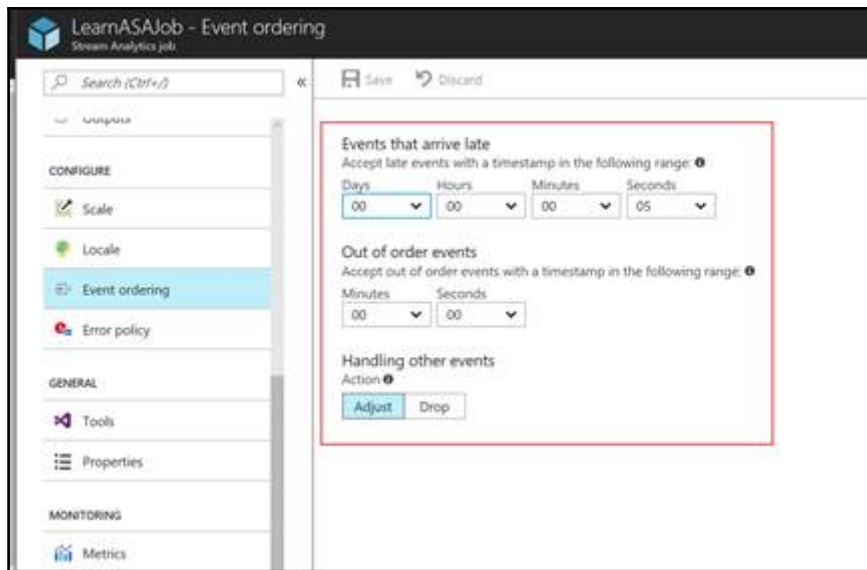 LearnASAJob - Event ordering
Stream Analytics job
Search (Ctrl+/)
«
Save Discard
Outputs
CONFIGURE
Scale
Locale
Event ordering
Error policy
GENERAL
Tools
Properties
MONITORING
Metrics
Events that arrive late
Accept late events with a timestamp in the following range:
Days Hours Minutes Seconds
00 00 00 05
Out of order events
Accept out of order events with a timestamp in the following range:
Minutes Seconds
00 00
Handling other events
Action
Adjust Drop